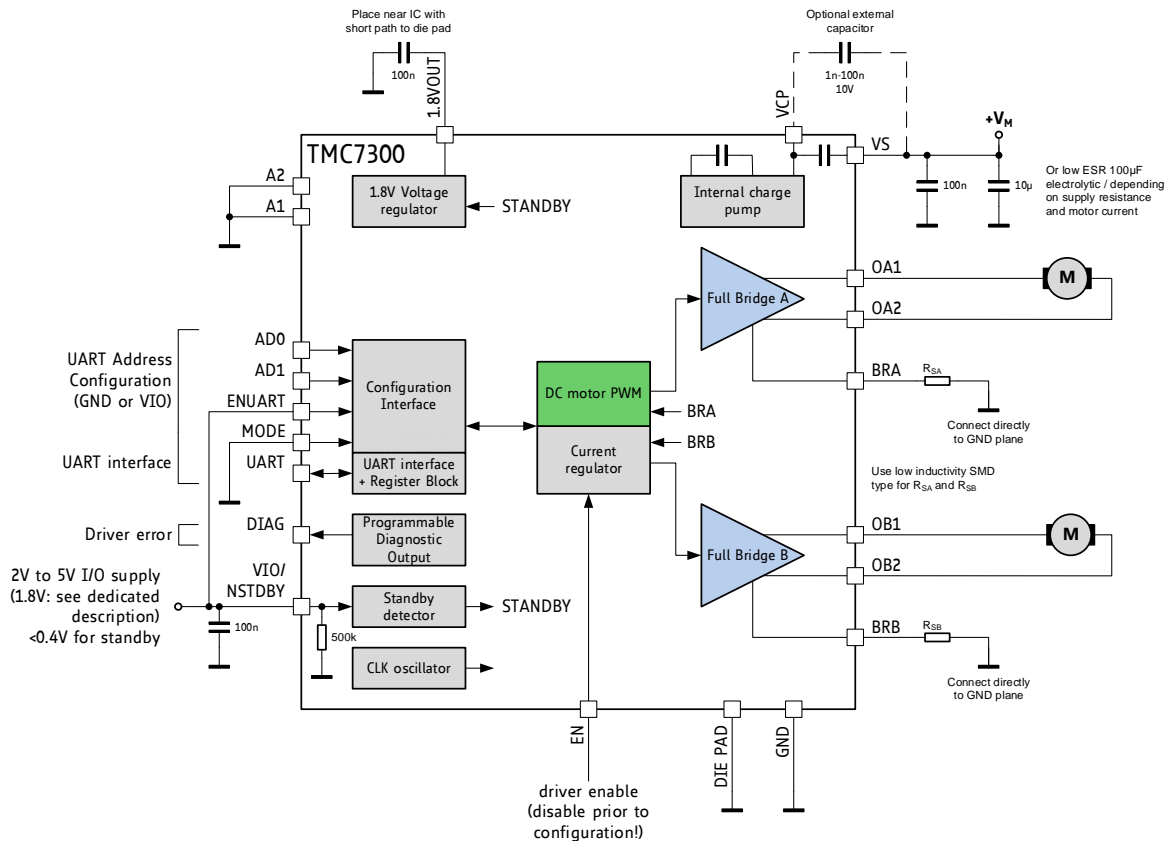 Place near IC with
short path to die pad
100n
1.8VOUT
Optional external
capacitor
1n-100n
10V
VCP
+VM
VS
100n
10µ
Or low ESR 100µF
electrolytic / depending
on supply resistance
and motor current
TMC7300
A2
A1
1.8V Voltage
regulator
STANDBY
Internal charge
pump
Full Bridge A
OA1
OA2
M
BRA
RSA
Connect directly
to GND plane
UART Address
Configuration
(GND or VIO)
UART interface
AD0
AD1
ENUART
MODE
UART
Configuration
Interface
UART interface
+ Register Block
DC motor PWM
Current
regulator
BRA
BRB
Use low inductivity SMD
type for RSA and RSB
Driver error
DIAG
Programmable
Diagnostic
Output
Full Bridge B
OB1
OB2
M
BRB
RSB
Connect directly
to GND plane
2V to 5V I/O supply
(1.8V: see dedicated
description)
<0.4V for standby
VIO/
NSTDBY
100n
500k
Standby
detector
STANDBY
CLK oscillator
EN
DIE PAD
GND
driver enable
(disable prior to
configuration!)